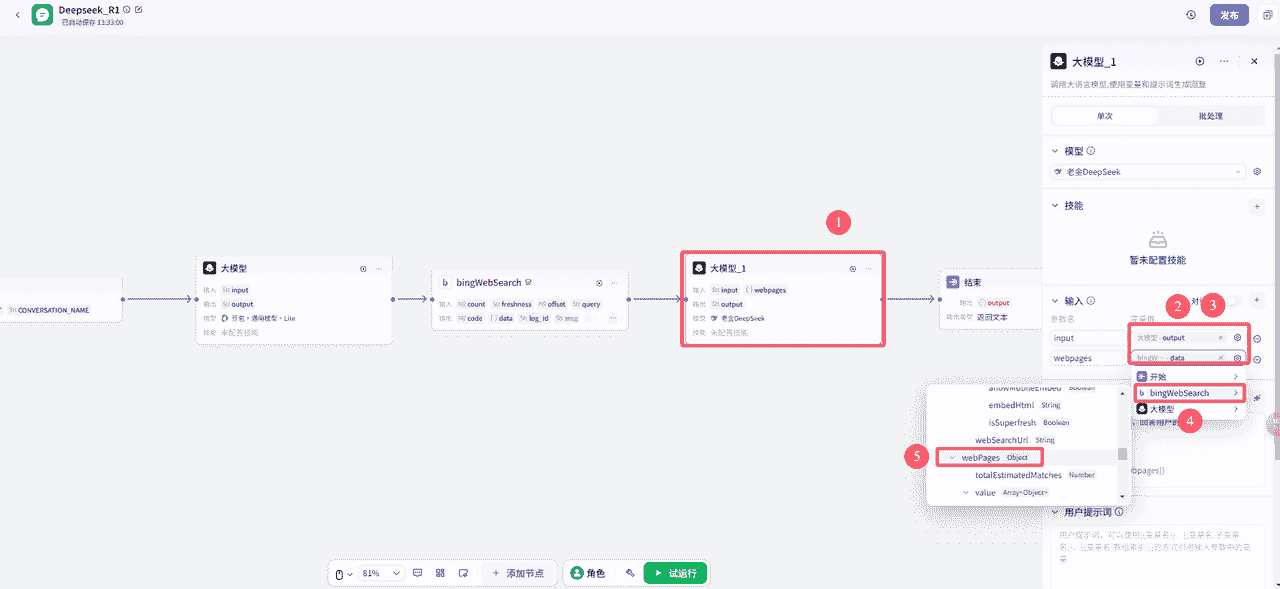 Deepseek_R1
已自动保存 13:33:00
发布
CONVERSATION_NAME
大模型
输入 input
输出 output
模型 豆包·通用模型·Lite
技能 未配置技能
bingWebSearch
输入 count freshness offset query
输出 code data log_id msg
1
大模型_1
输入 input webpages
输出 output
模型 老金DeepSeek
技能 未配置技能
结束
输出 output
输出类型 返回文本
大模型_1
调用大语言模型,使用变量和提示词生成回复
单次
批处理
模型
老金DeepSeek
技能
暂未配置技能
输入
2
3
参数名
变量值
input
大模型 - output
webpages
bingW... - data
开始
bingWebSearch
大模型
4
allowMobileEmbed Boolean
embedHtml String
isSuperfresh Boolean
webSearchUrl String
5
webPages Object
totalEstimatedMatches Number
value Array<Object>
用户提示词
81%
添加节点
角色
试运行